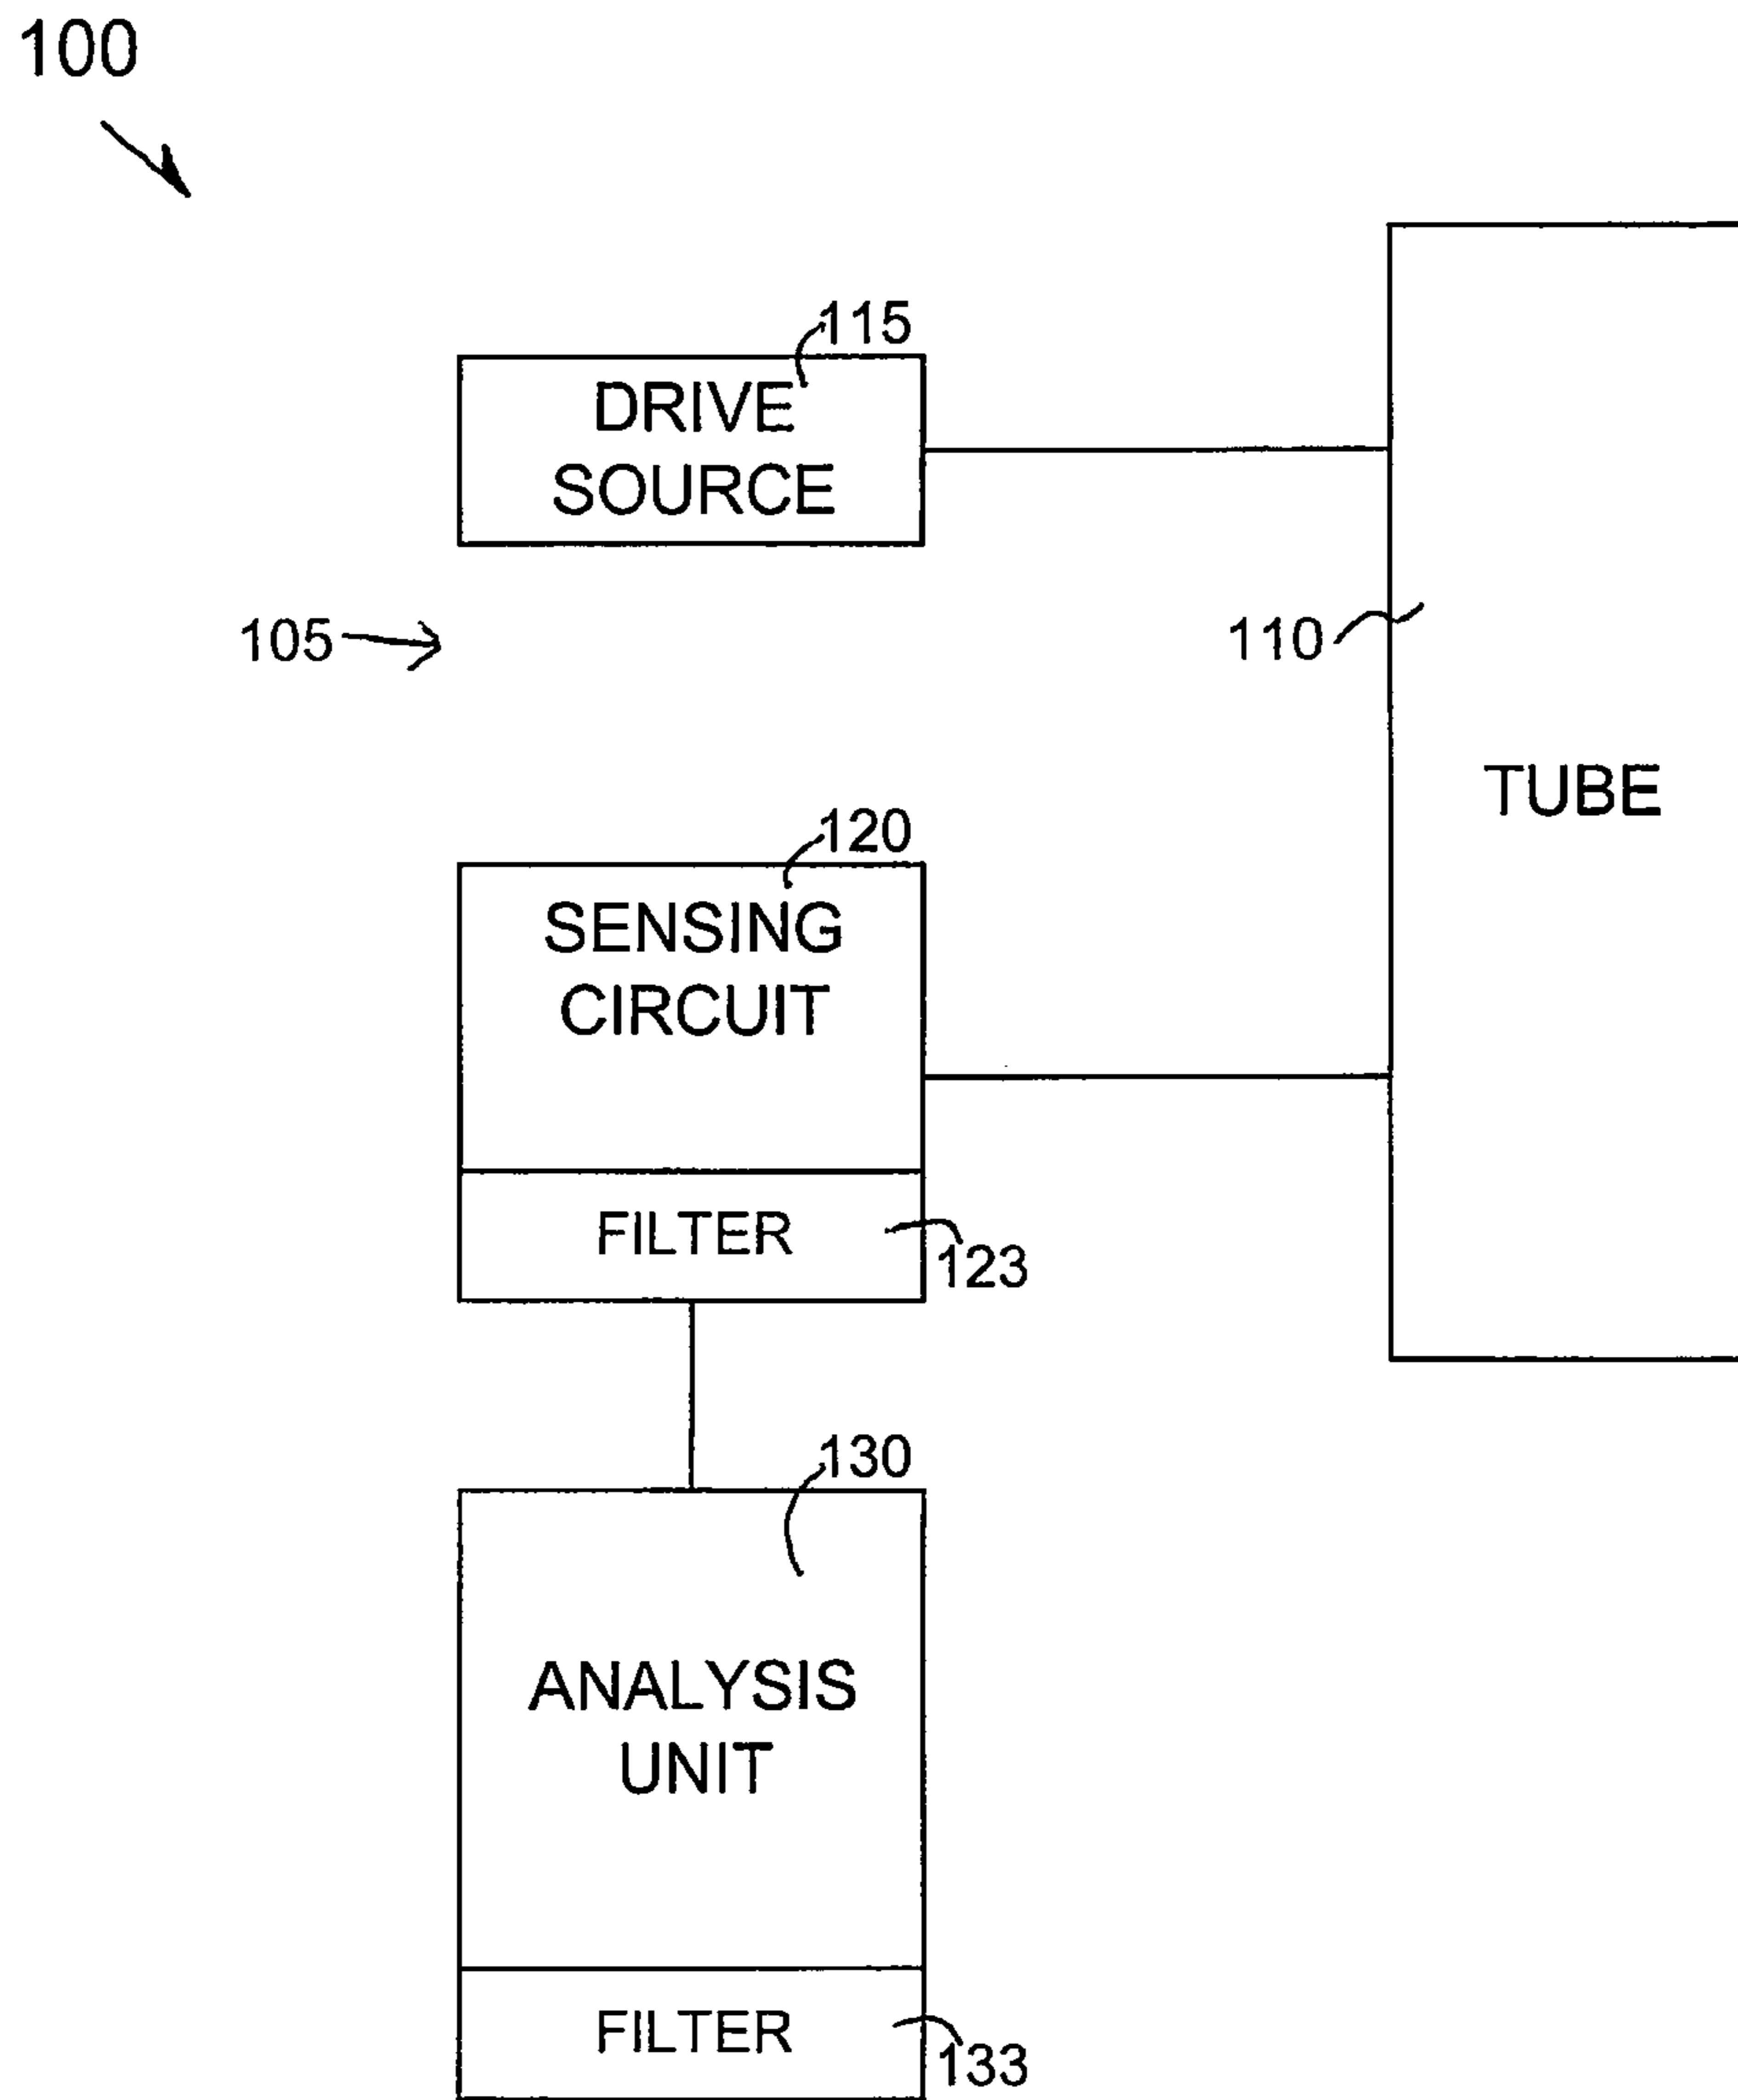 100
115
DRIVE
SOURCE
105
110
TUBE
120
SENSING
CIRCUIT
FILTER
123
130
ANALYSIS
UNIT
FILTER
133